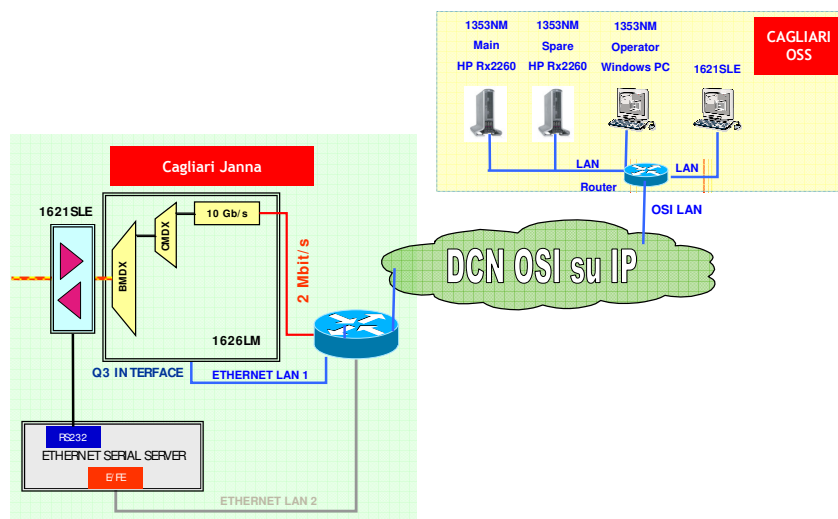 1353NM
Main
HP Rx2260
1353NM
Spare
HP Rx2260
1353NM
Operator
Windows PC
1621SLE
CAGLIARI
OSS
LAN
LAN
Router
OSI LAN
DCN OSI su IP
Cagliari Janna
1621SLE
10 Gb/s
CMDX
BMDX
2 Mbit/s
1626LM
Q3 INTERFACE
ETHERNET LAN 1
RS232
ETHERNET SERIAL SERVER
E/FE
ETHERNET LAN 2